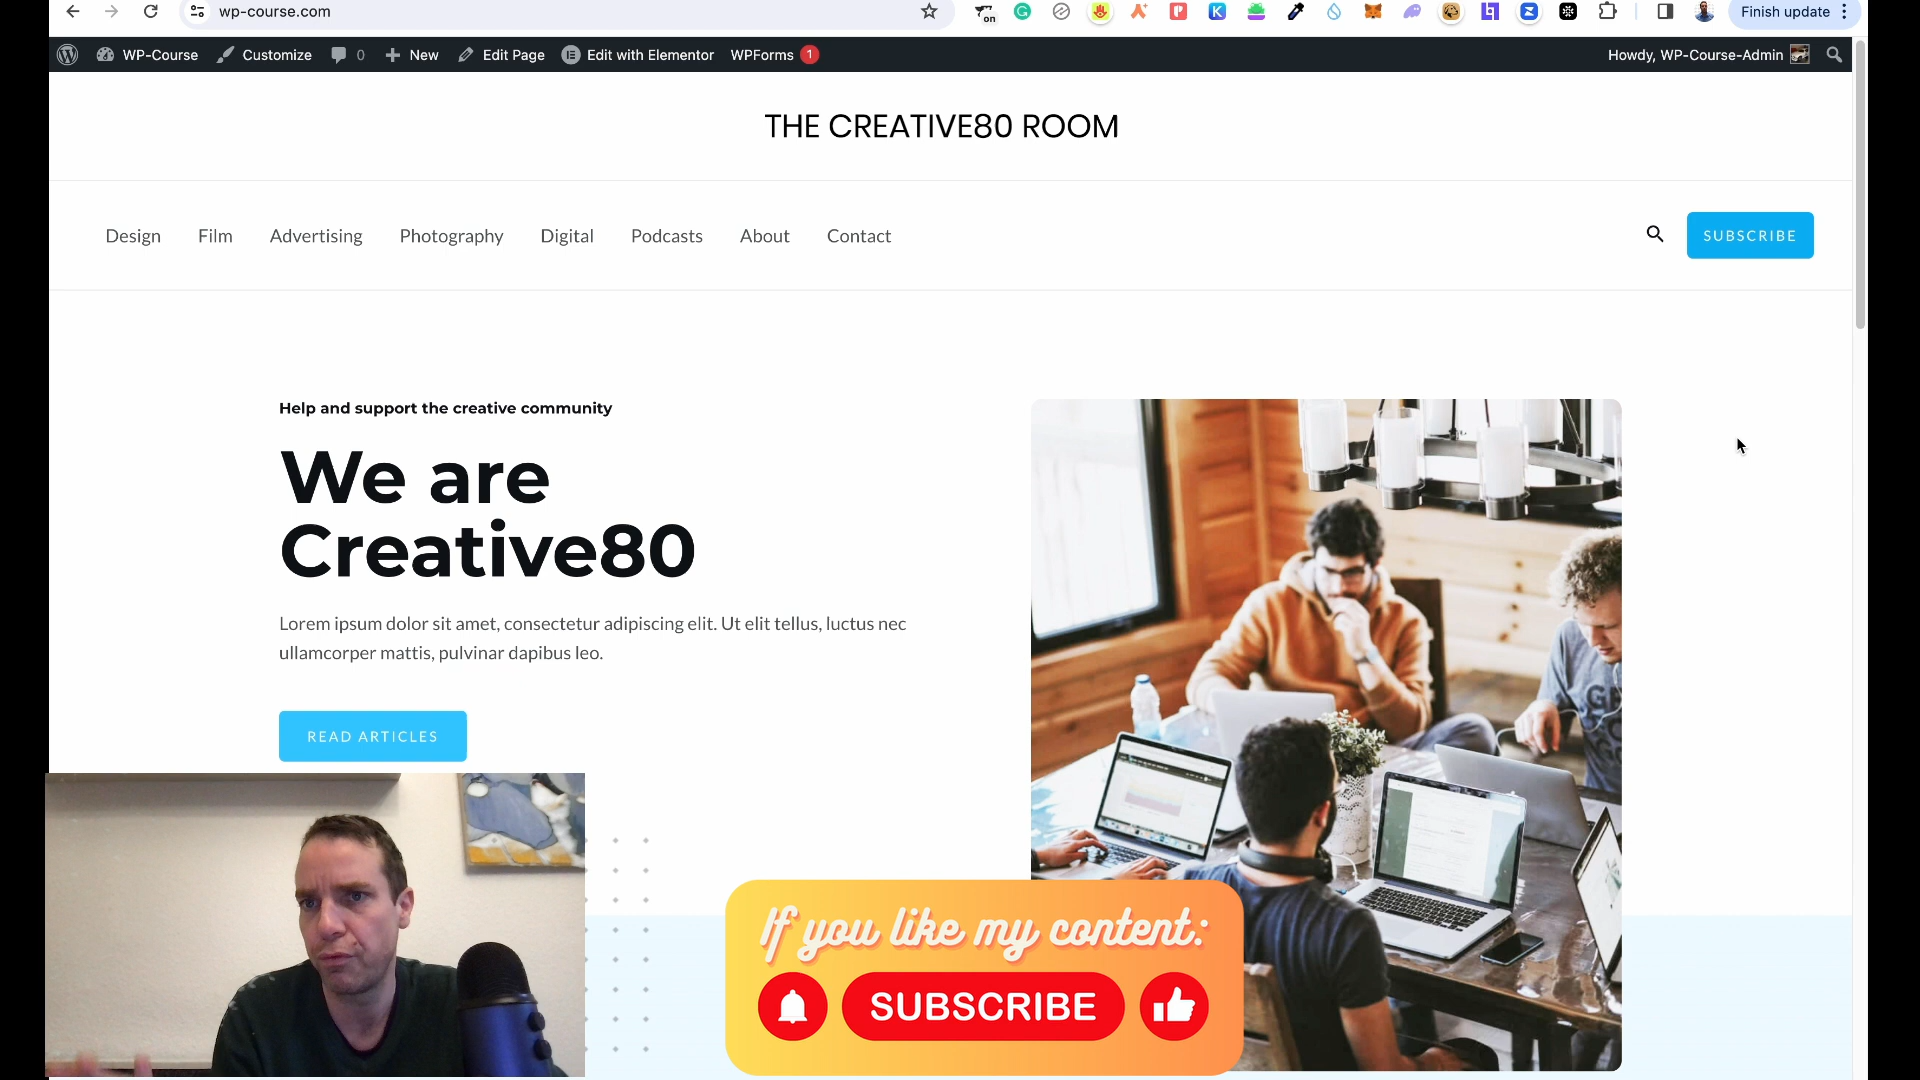 wp-course.com
on
Finish update
WP-Course
Customize
0
New
Edit Page
Edit with Elementor
WPForms 1
Howdy, WP-Course-Admin
THE CREATIVE80 ROOM
Design
Film
Advertising
Photography
Digital
Podcasts
About
Contact
SUBSCRIBE
Help and support the creative community
We are
Creative80
Lorem ipsum dolor sit amet, consectetur adipiscing elit. Ut elit tellus, luctus nec
ullamcorper mattis, pulvinar dapibus leo.
READ ARTICLES
If you like my content:
SUBSCRIBE